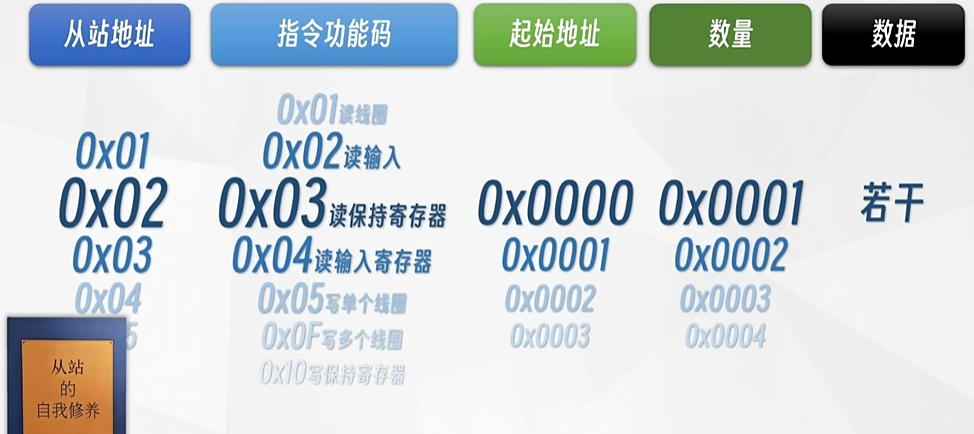 从站地址 指令功能码 起始地址 数量 数据
0x01读线圈
0x01 0x02读输入
0x02 0x03读保持寄存器 0x0000 0x0001 若干
0x03 0x04读输入寄存器 0x0001 0x0002
0x04 0x05写单个线圈 0x0002 0x0003
5 0x0F写多个线圈 0x0003 0x0004
0x10写保持寄存器
从站
的
自我修养